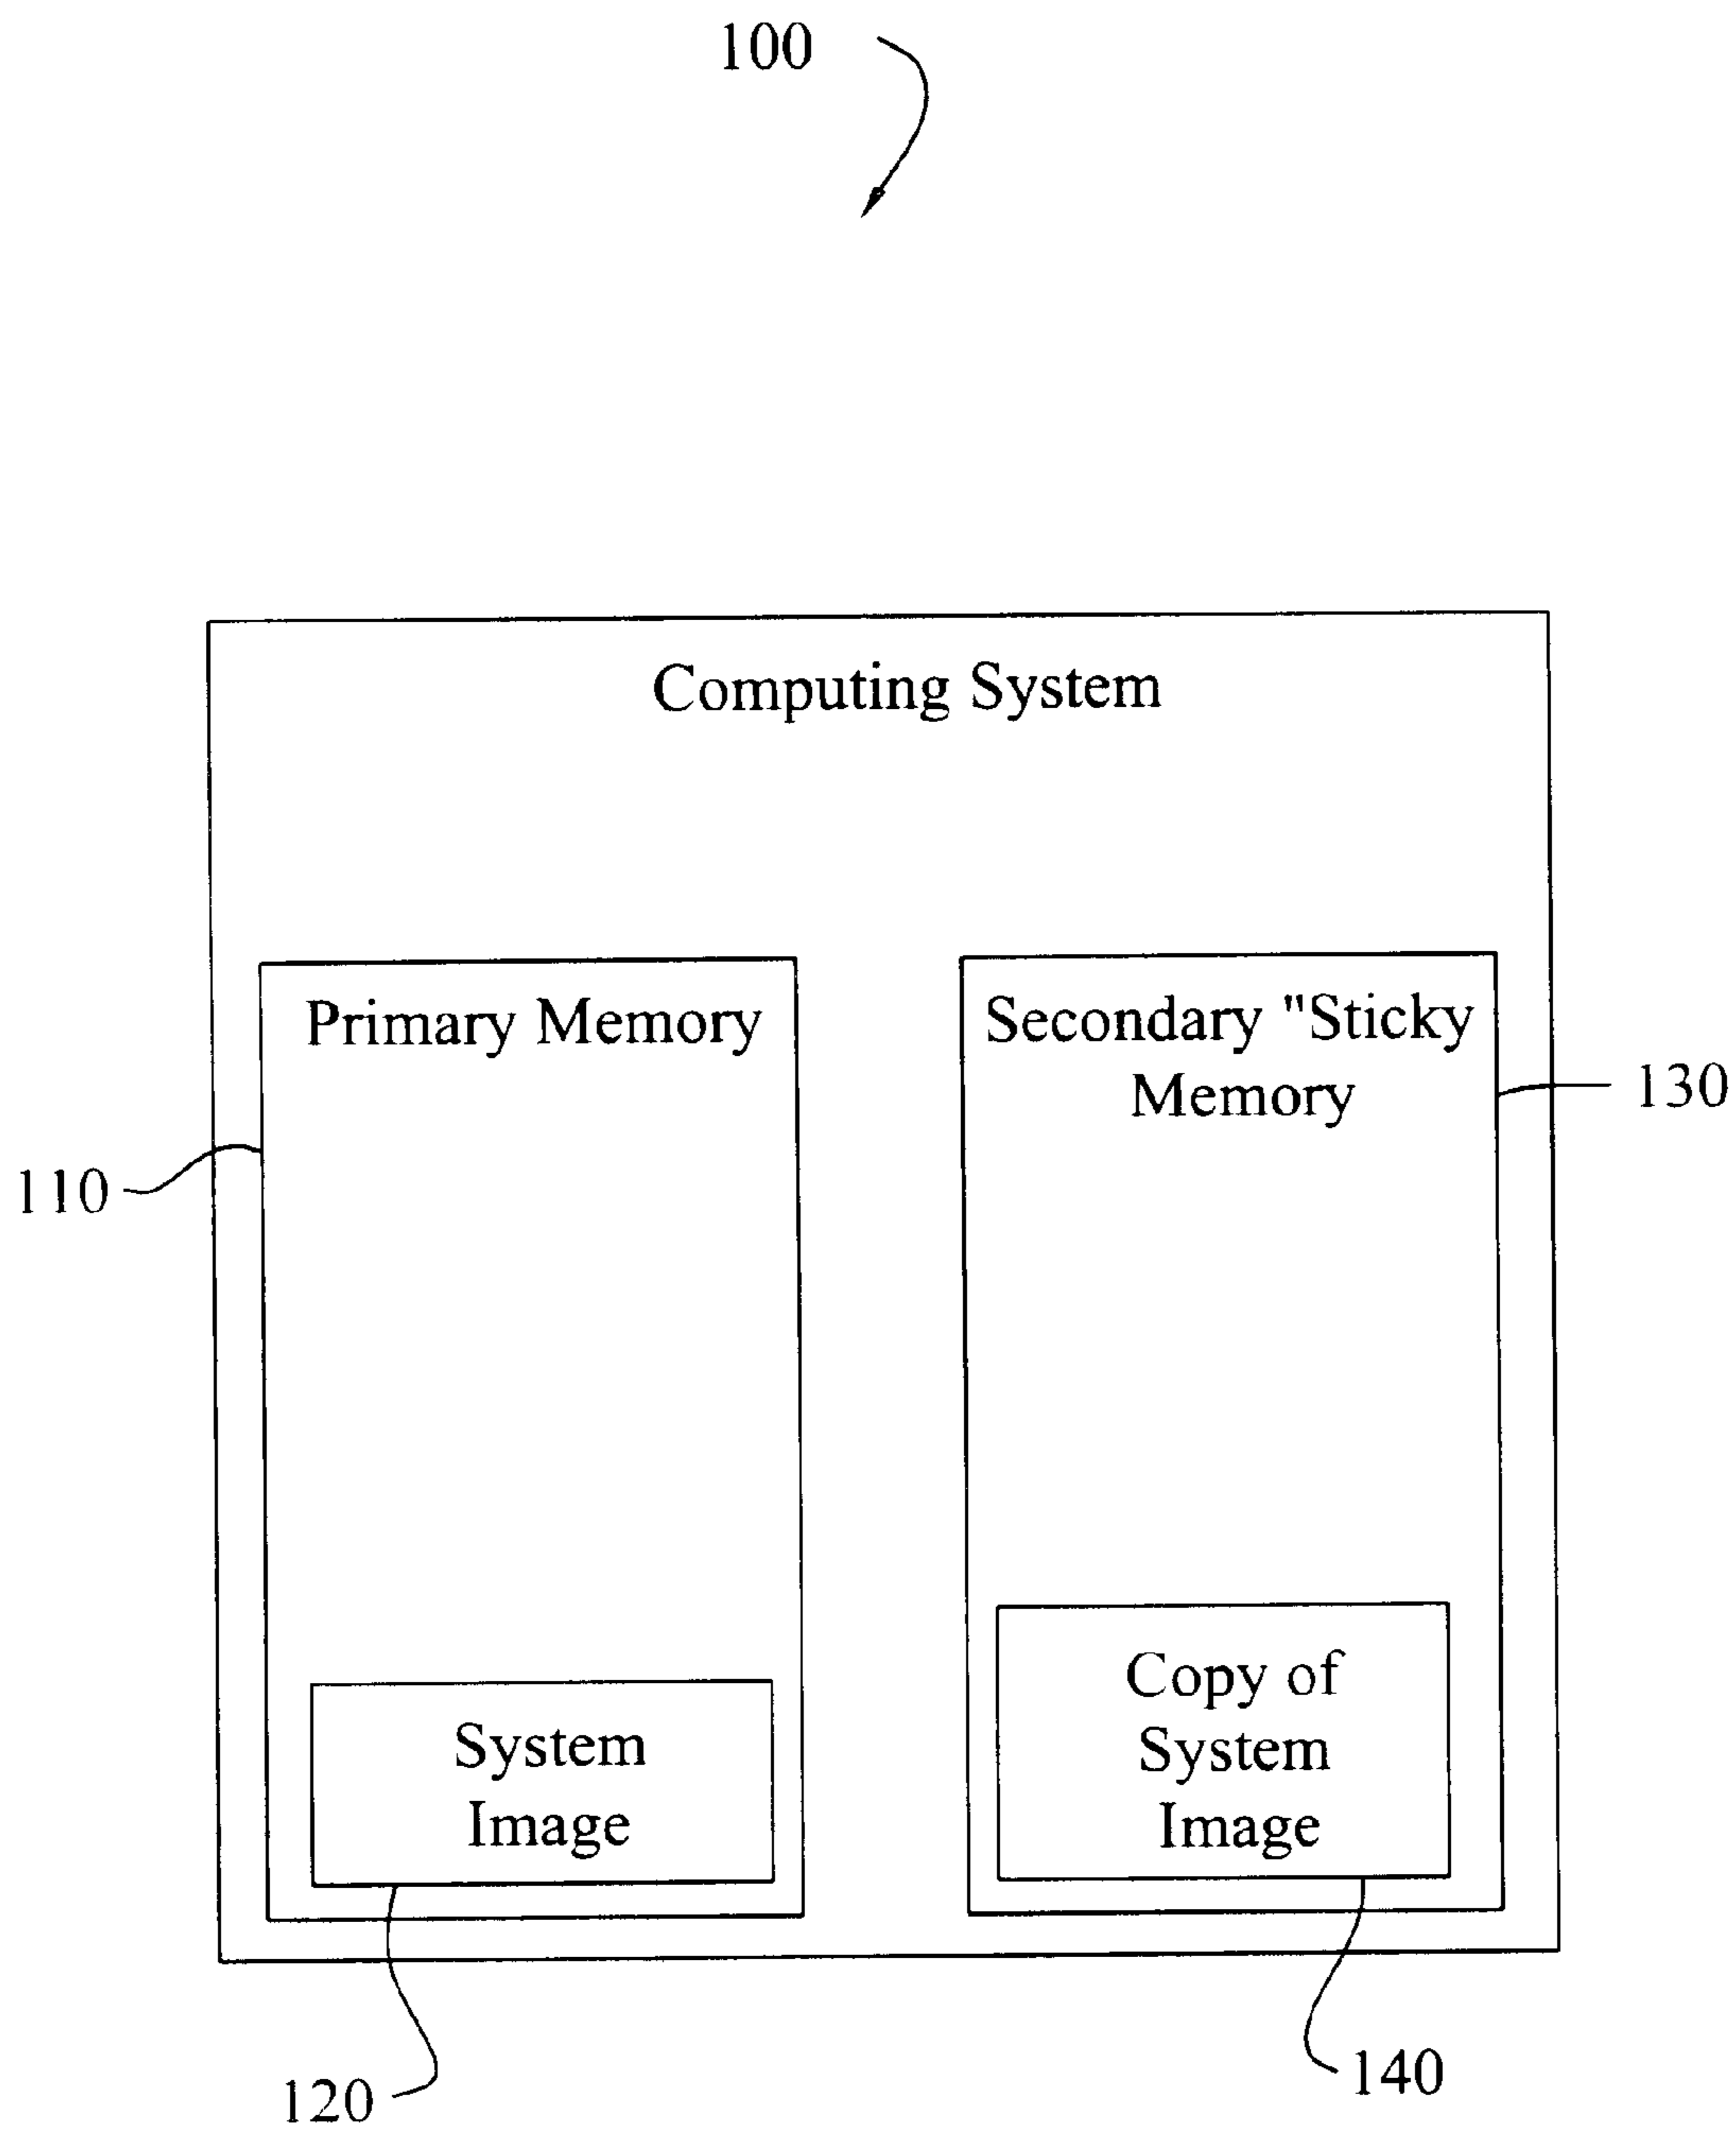 100
Computing System
Primary Memory
Secondary "Sticky
Memory
130
110
System
Image
Copy of
System
Image
120
140